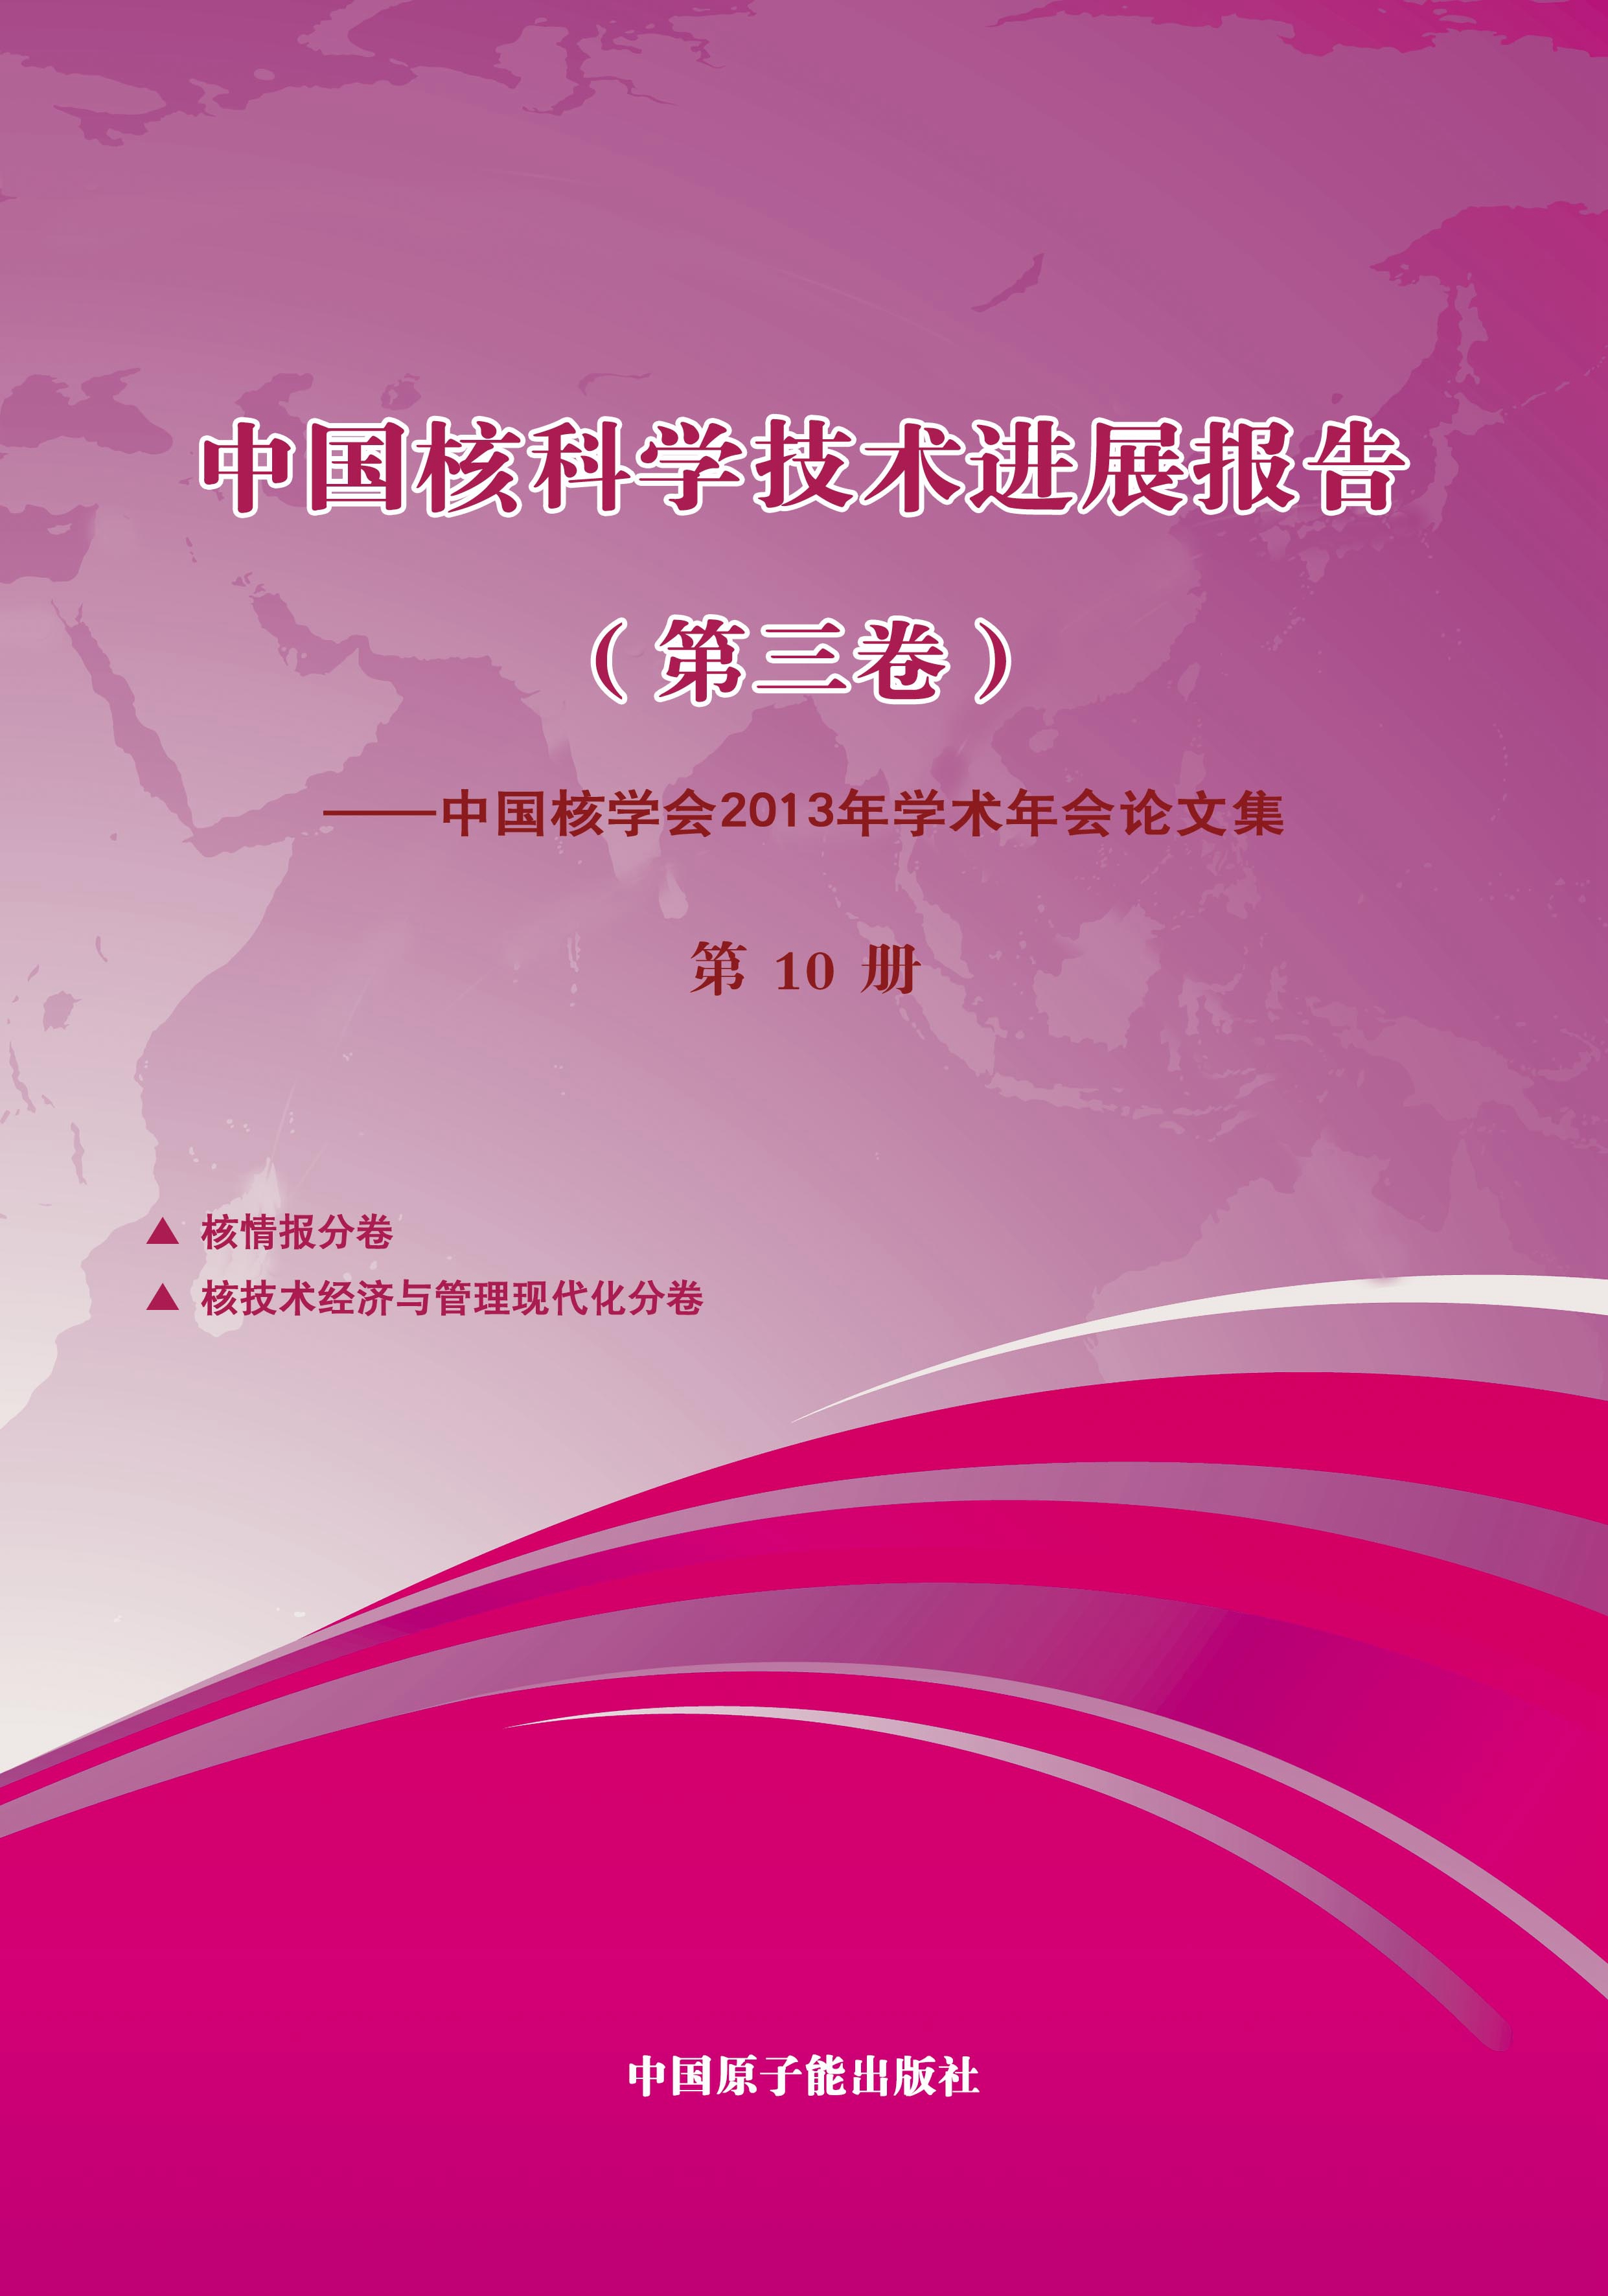 中国核科学技术进展报告
（第三卷）
——中国核学会2013年学术年会论文集
第 10 册
▲ 核情报分卷
▲ 核技术经济与管理现代化分卷
中国原子能出版社